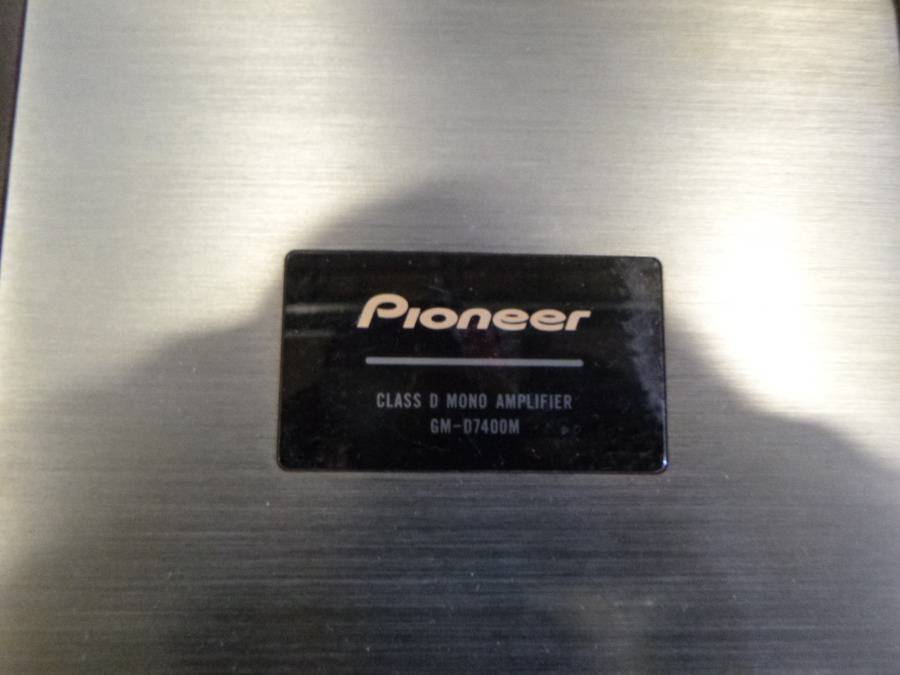 Pioneer
CLASS D MONO AMPLIFIER
GM-D7400M